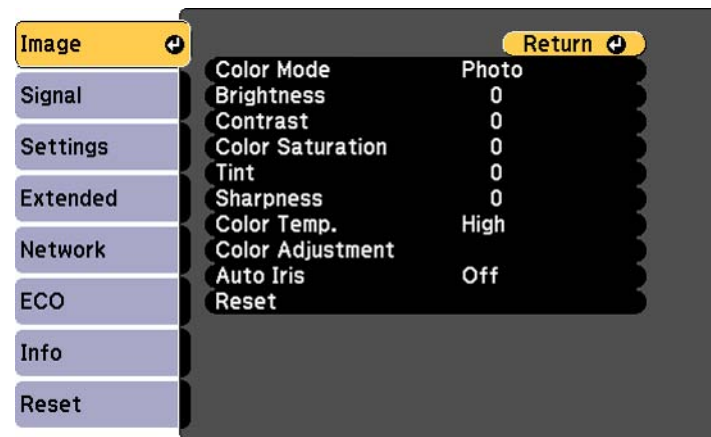 Image
Signal
Settings
Extended
Network
ECO
Info
Reset
Return
Color Mode Photo
Brightness 0
Contrast 0
Color Saturation 0
Tint 0
Sharpness 0
Color Temp. High
Color Adjustment
Auto Iris Off
Reset